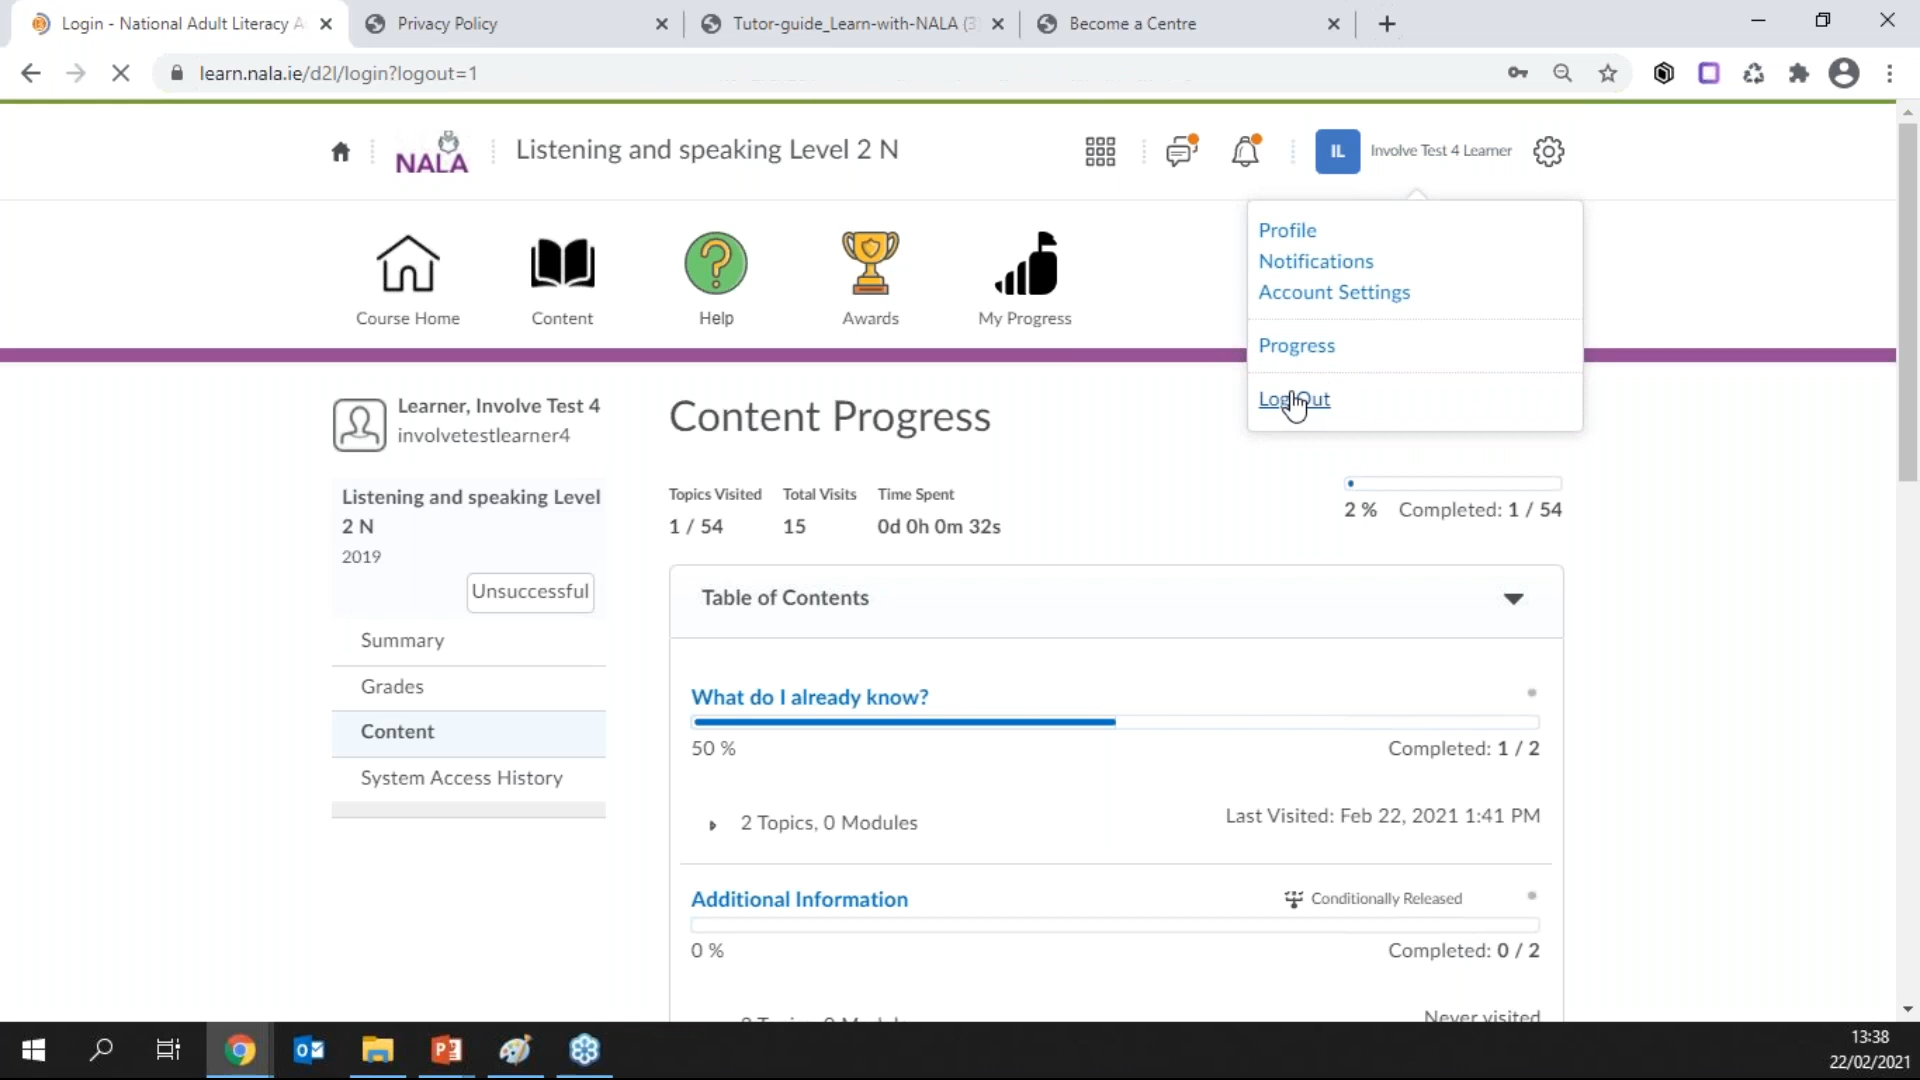 Login - National Adult Literacy A
Privacy Policy
Tutor-guide_Learn-with-NALA (3
Become a Centre
learn.nala.ie/d2l/login?logout=1
NALA
Listening and speaking Level 2 N
IL
Involve Test 4 Learner
Profile
Notifications
Account Settings
Progress
Log Out
Course Home
Content
Help
Awards
My Progress
Learner, Involve Test 4
involvetestlearner4
Listening and speaking Level
2 N
2019
Unsuccessful
Summary
Grades
Content
System Access History
Content Progress
Topics Visited Total Visits Time Spent
1 / 54 15 0d 0h 0m 32s
2 % Completed: 1 / 54
Table of Contents
What do I already know?
50 % Completed: 1 / 2
2 Topics, 0 Modules Last Visited: Feb 22, 2021 1:41 PM
Additional Information Conditionally Released
0 % Completed: 0 / 2
Never visited
13:38
22/02/2021